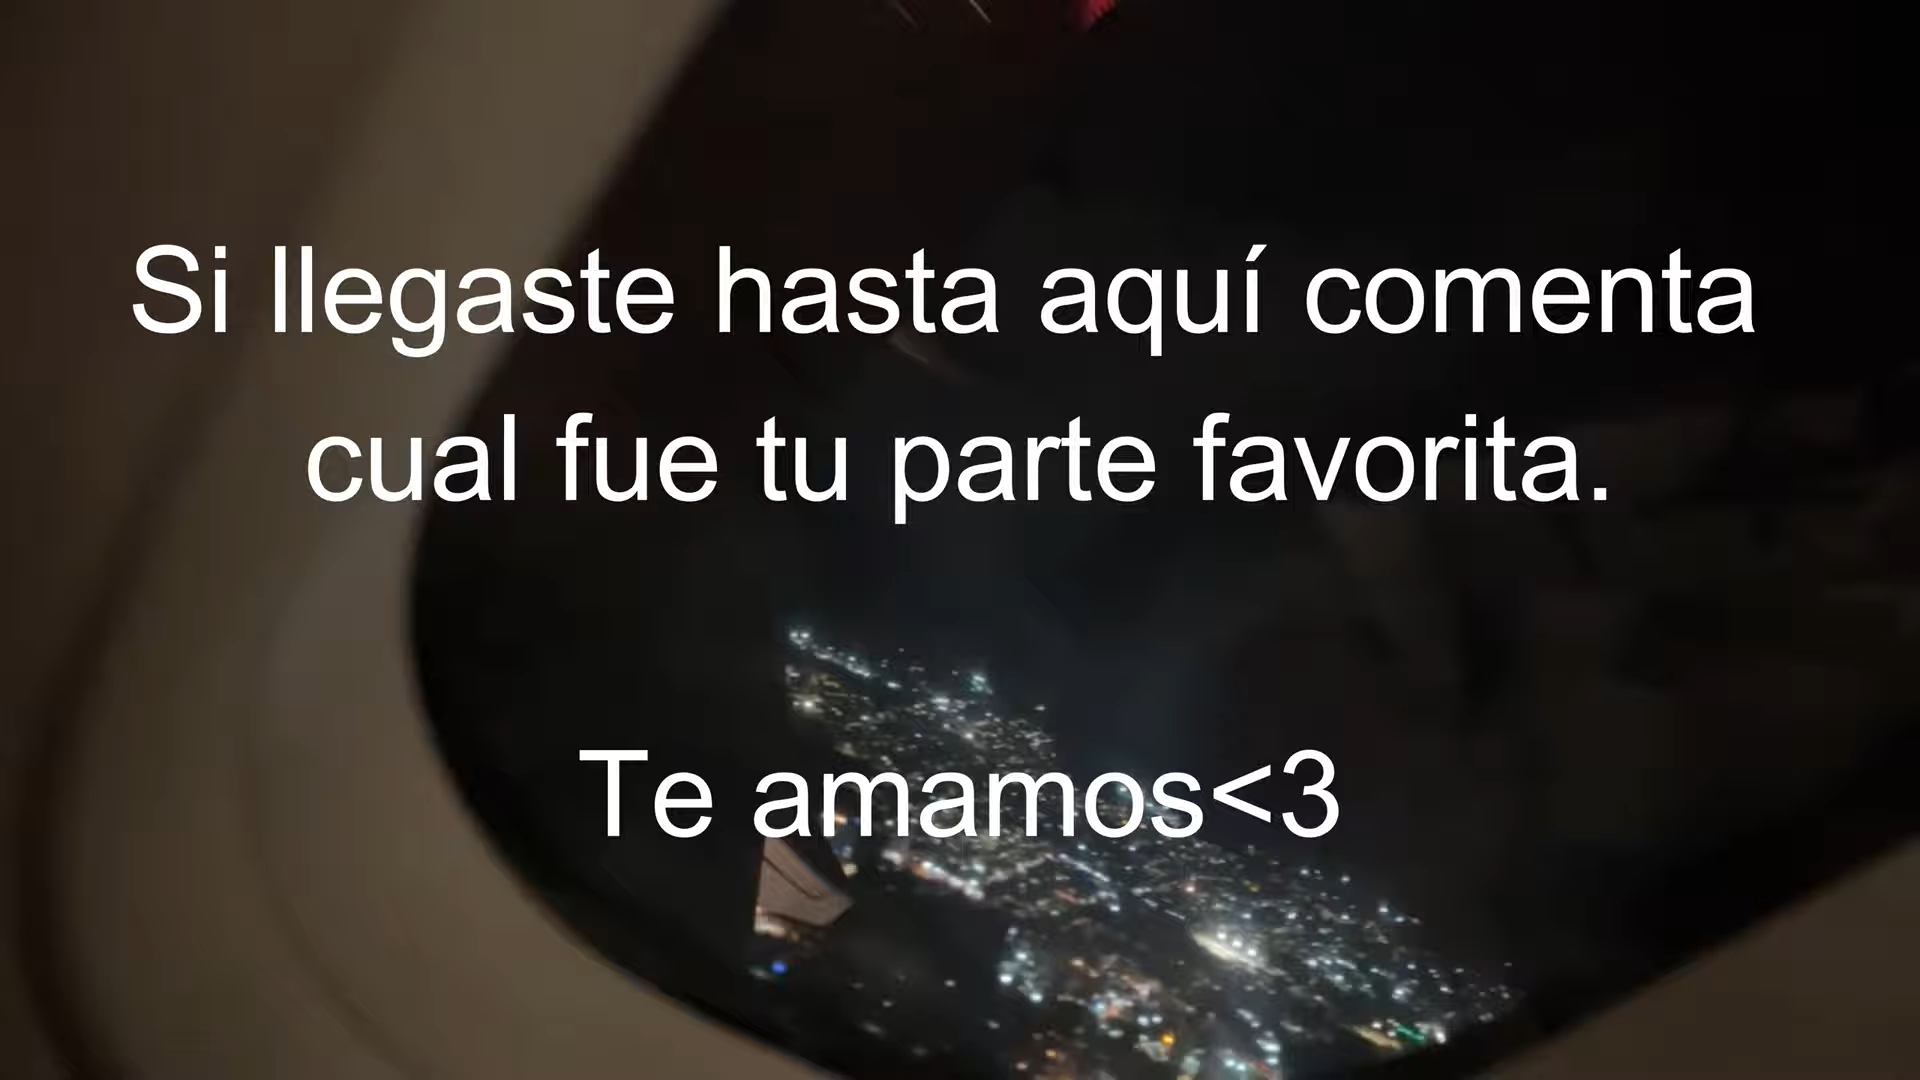 Si llegaste hasta aquí comenta
cual fue tu parte favorita.
Te amamos<3